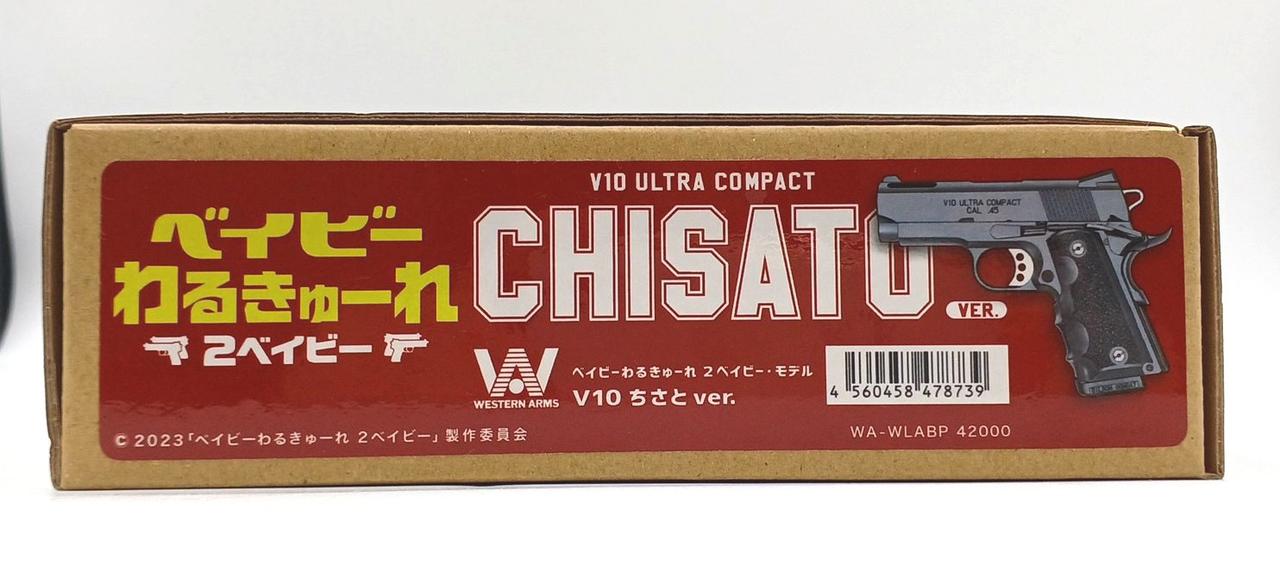 V10 ULTRA COMPACT
ベイビー
わるきゅーれ
2ベイビー
CHISATO
VER.
V10 ULTRA COMPACT
CAL .45
WESTERN ARMS
ベイビーわるきゅーれ 2ベイビー・モデル
V10 ちさと ver.
4 560458 478739
WA-WLABP 42000
© 2023「ベイビーわるきゅーれ 2ベイビー」製作委員会